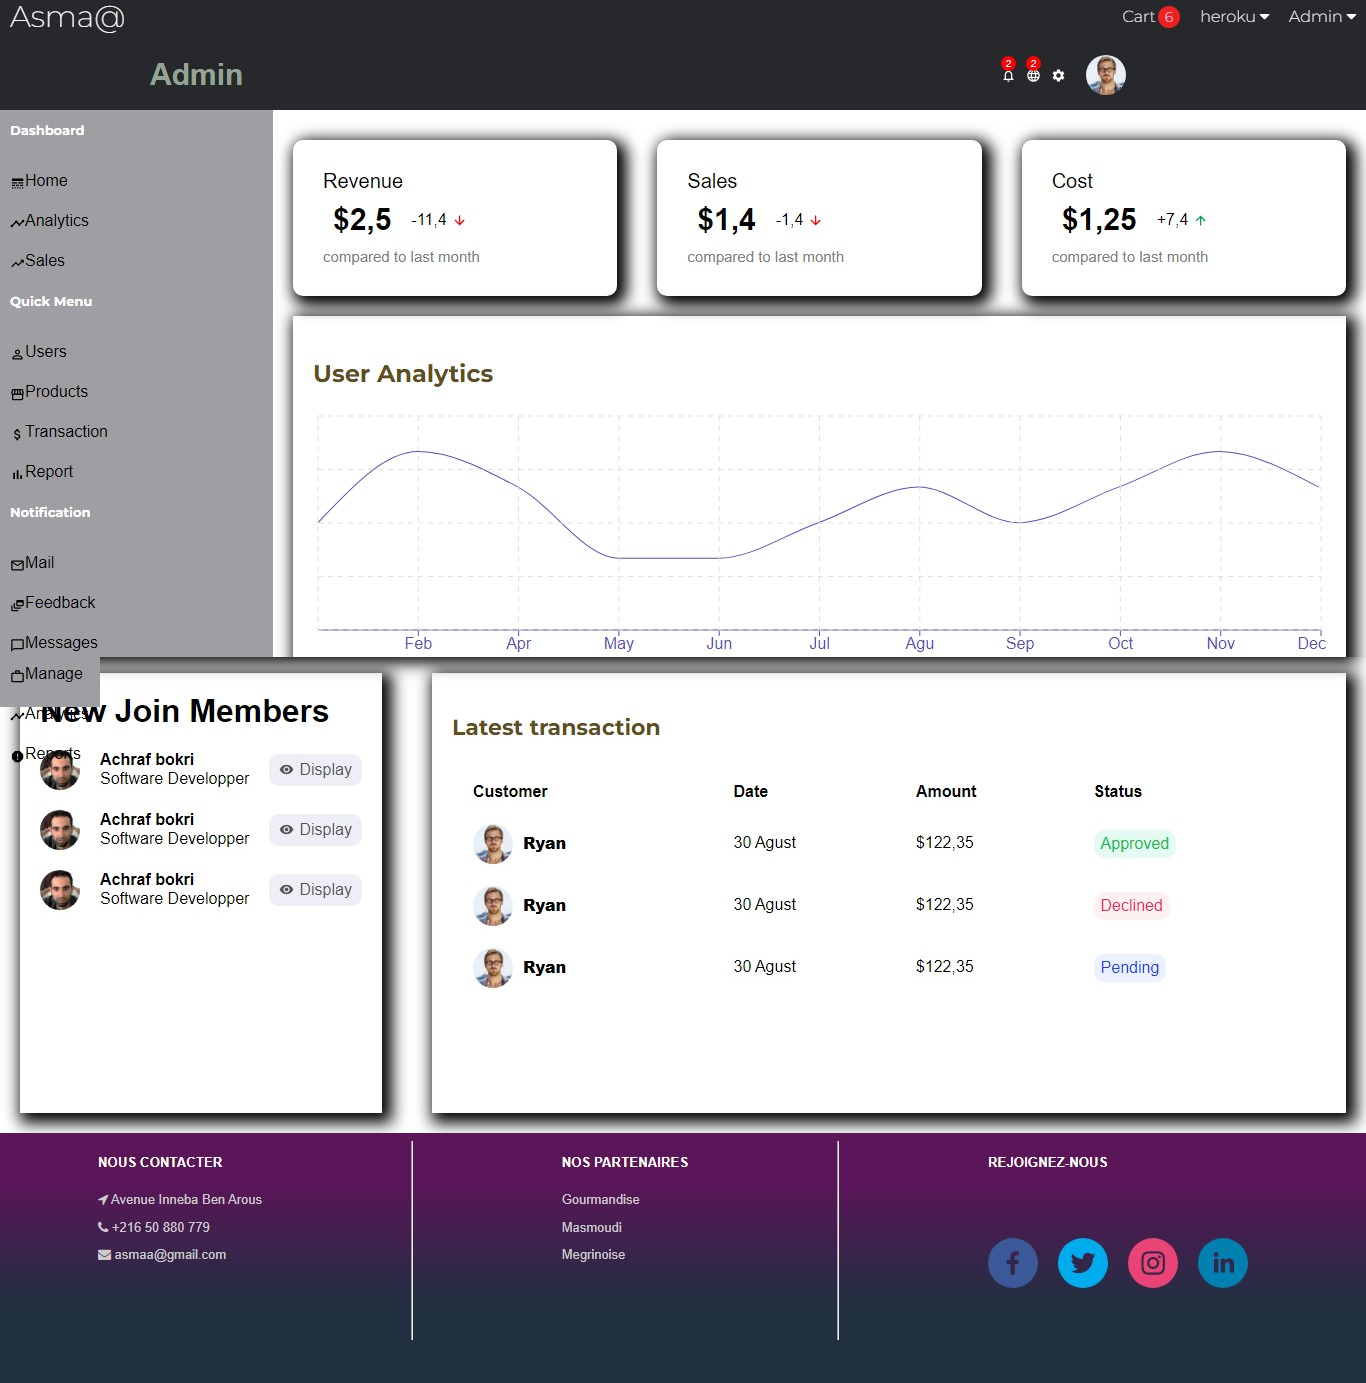 Asma@
Cart 6 heroku Admin
Admin
2 2
Dashboard
Home
Analytics
Sales
Quick Menu
Users
Products
Transaction
Report
Notification
Mail
Feedback
Messages
Manage
Analytics
Reports
Revenue
$2,5 -11,4
compared to last month
Sales
$1,4 -1,4
compared to last month
Cost
$1,25 +7,4
compared to last month
User Analytics
Feb Apr May Jun Jul Agu Sep Oct Nov Dec
New Join Members
Achraf bokri
Software Developper
Display
Achraf bokri
Software Developper
Display
Achraf bokri
Software Developper
Display
Latest transaction
Customer Date Amount Status
Ryan 30 Agust $122,35 Approved
Ryan 30 Agust $122,35 Declined
Ryan 30 Agust $122,35 Pending
NOUS CONTACTER
Avenue Inneba Ben Arous
+216 50 880 779
asmaa@gmail.com
NOS PARTENAIRES
Gourmandise
Masmoudi
Megrinoise
REJOIGNEZ-NOUS